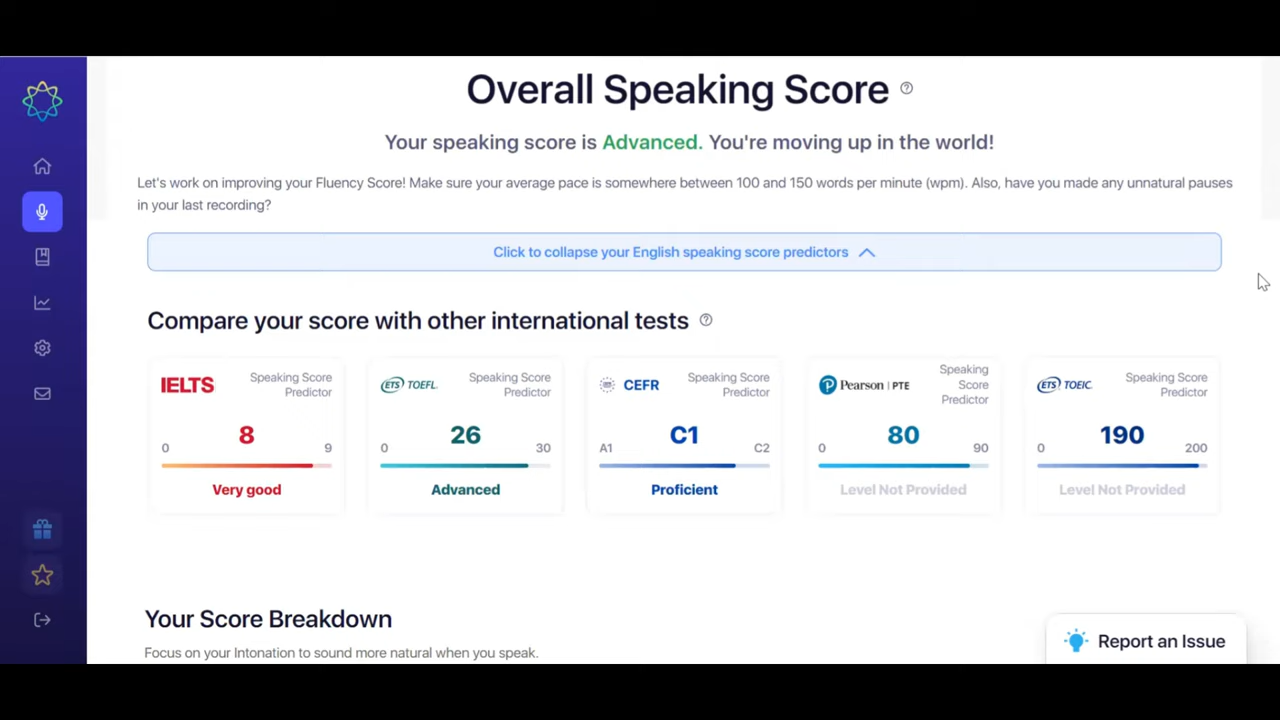 Overall Speaking Score
Your speaking score is Advanced. You're moving up in the world!
Let's work on improving your Fluency Score! Make sure your average pace is somewhere between 100 and 150 words per minute (wpm). Also, have you made any unnatural pauses
in your last recording?
Click to collapse your English speaking score predictors
Compare your score with other international tests
IELTS
Speaking Score
Predictor
8
0
9
Very good
ETS TOEFL
Speaking Score
Predictor
26
0
30
Advanced
CEFR
Speaking Score
Predictor
C1
A1
C2
Proficient
Pearson | PTE
Speaking
Score
Predictor
80
0
90
Level Not Provided
ETS TOEIC
Speaking Score
Predictor
190
0
200
Level Not Provided
Your Score Breakdown
Focus on your Intonation to sound more natural when you speak.
Report an Issue